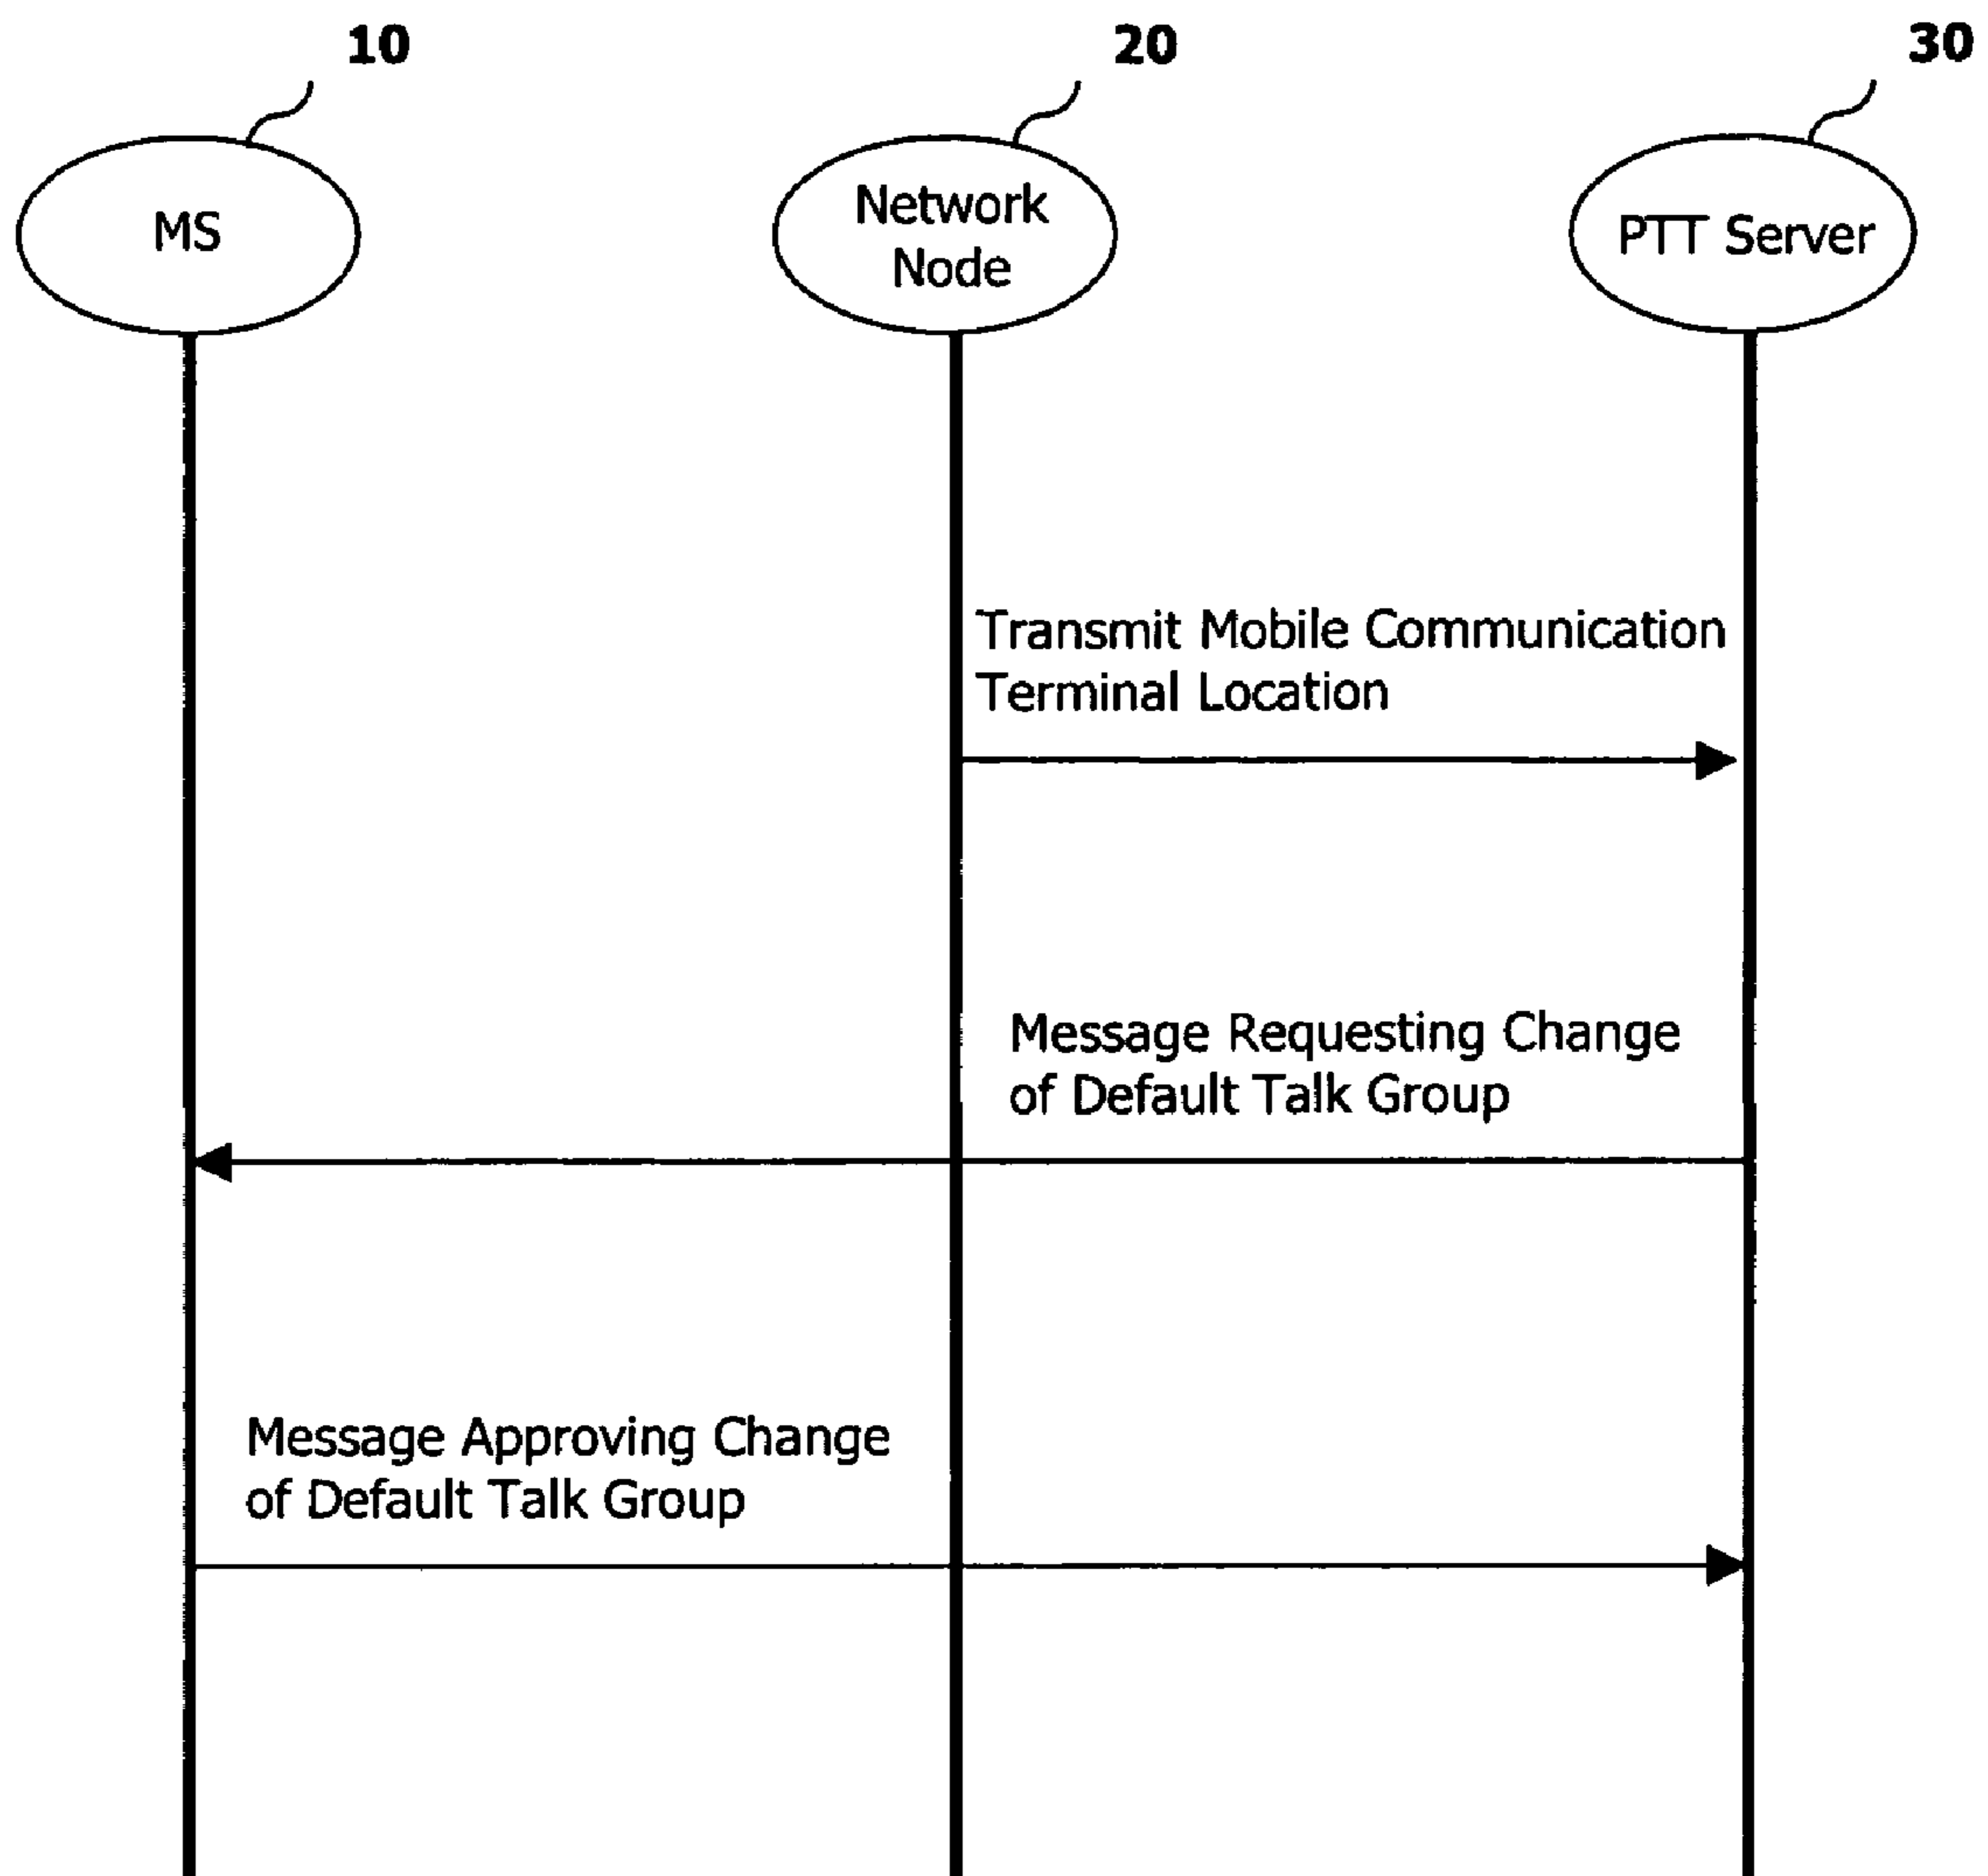 10
20
30
MS
Network
Node
PTT Server
Transmit Mobile Communication
Terminal Location
Message Requesting Change
of Default Talk Group
Message Approving Change
of Default Talk Group